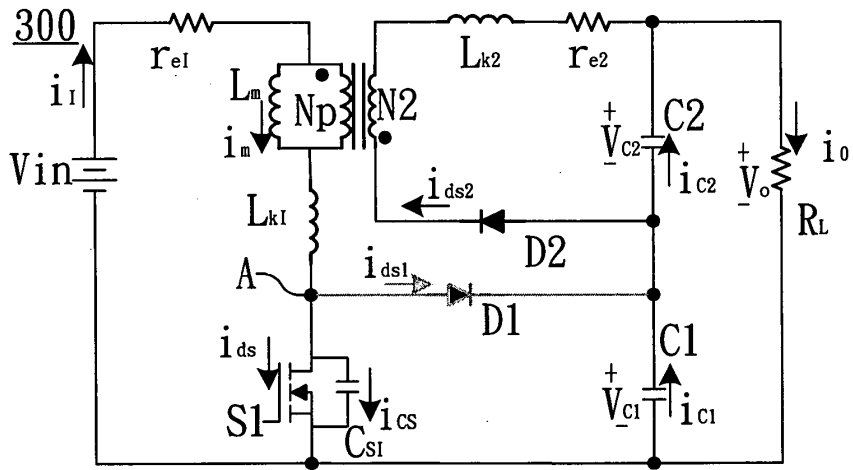 300
i_I
r_eI
L_k2
r_e2
L_m
Np
N2
i_m
Vin
C2
+
V_C2
-
i_C2
+
V_o
-
i_0
R_L
i_ds2
D2
L_kI
A
i_ds1
D1
i_ds
S1
C_SI
i_CS
C1
+
V_C1
-
i_C1